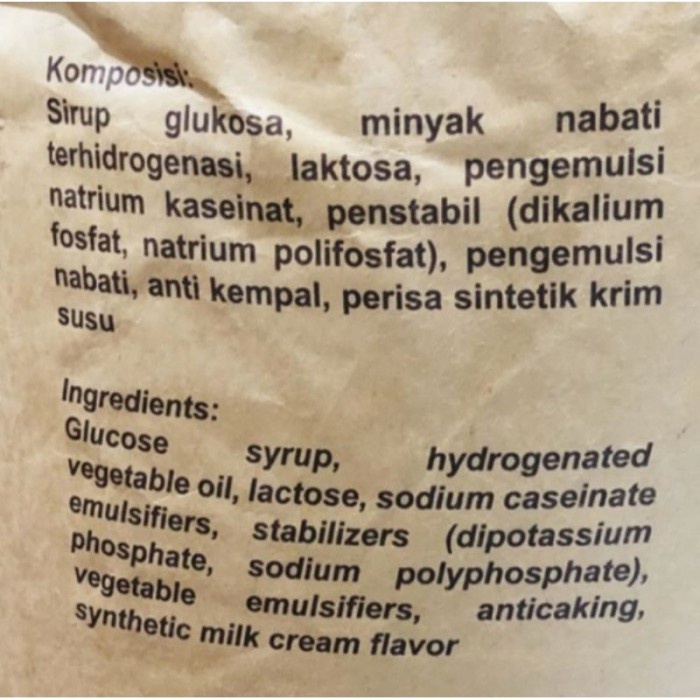 Komposisi:
Sirup glukosa, minyak nabati
terhidrogenasi, laktosa, pengemulsi
natrium kaseinat, penstabil (dikalium
fosfat, natrium polifosfat), pengemulsi
nabati, anti kempal, perisa sintetik krim
susu
Ingredients:
Glucose syrup, hydrogenated
vegetable oil, lactose, sodium caseinate
emulsifiers, stabilizers (dipotassium
phosphate, sodium polyphosphate),
vegetable emulsifiers, anticaking,
synthetic milk cream flavor